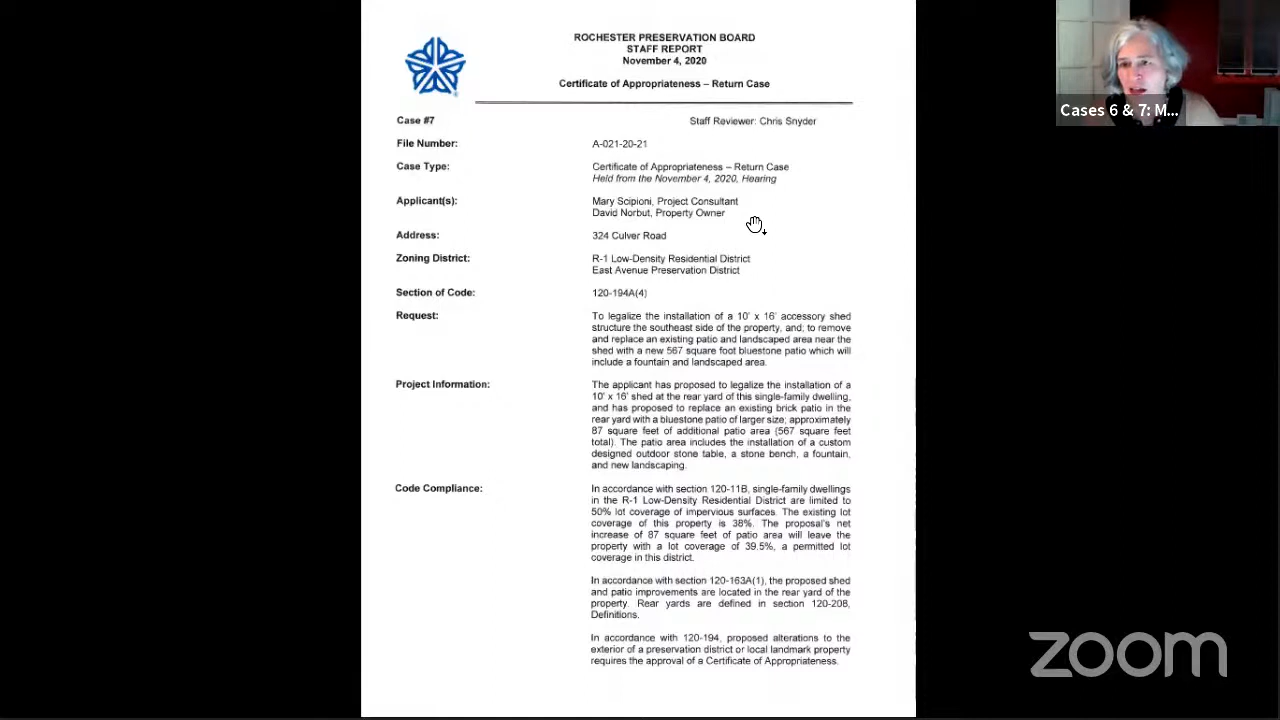 ROCHESTER PRESERVATION BOARD
STAFF REPORT
November 4, 2020
Certificate of Appropriateness – Return Case
Case #7
Staff Reviewer: Chris Snyder
File Number:
A-021-20-21
Case Type:
Certificate of Appropriateness – Return Case
Held from the November 4, 2020, Hearing
Applicant(s):
Mary Scipioni, Project Consultant
David Norbut, Property Owner
Address:
324 Culver Road
Zoning District:
R-1 Low-Density Residential District
East Avenue Preservation District
Section of Code:
120-194A(4)
Request:
To legalize the installation of a 10' x 16' accessory shed
structure the southeast side of the property, and; to remove
and replace an existing patio and landscaped area near the
shed with a new 567 square foot bluestone patio which will
include a fountain and landscaped area.
Project Information:
The applicant has proposed to legalize the installation of a
10' x 16' shed at the rear yard of this single-family dwelling,
and has proposed to replace an existing brick patio in the
rear yard with a bluestone patio of larger size; approximately
87 square feet of additional patio area (567 square feet
total). The patio area includes the installation of a custom
designed outdoor stone table, a stone bench, a fountain,
and new landscaping.
Code Compliance:
In accordance with section 120-11B, single-family dwellings
in the R-1 Low-Density Residential District are limited to
50% lot coverage of impervious surfaces. The existing lot
coverage of this property is 38%. The proposal's net
increase of 87 square feet of patio area will leave the
property with a lot coverage of 39.5%, a permitted lot
coverage in this district.
In accordance with section 120-163A(1), the proposed shed
and patio improvements are located in the rear yard of the
property. Rear yards are defined in section 120-208,
Definitions.
In accordance with 120-194, proposed alterations to the
exterior of a preservation district or local landmark property
requires the approval of a Certificate of Appropriateness.
Cases 6 & 7: M...
zoom